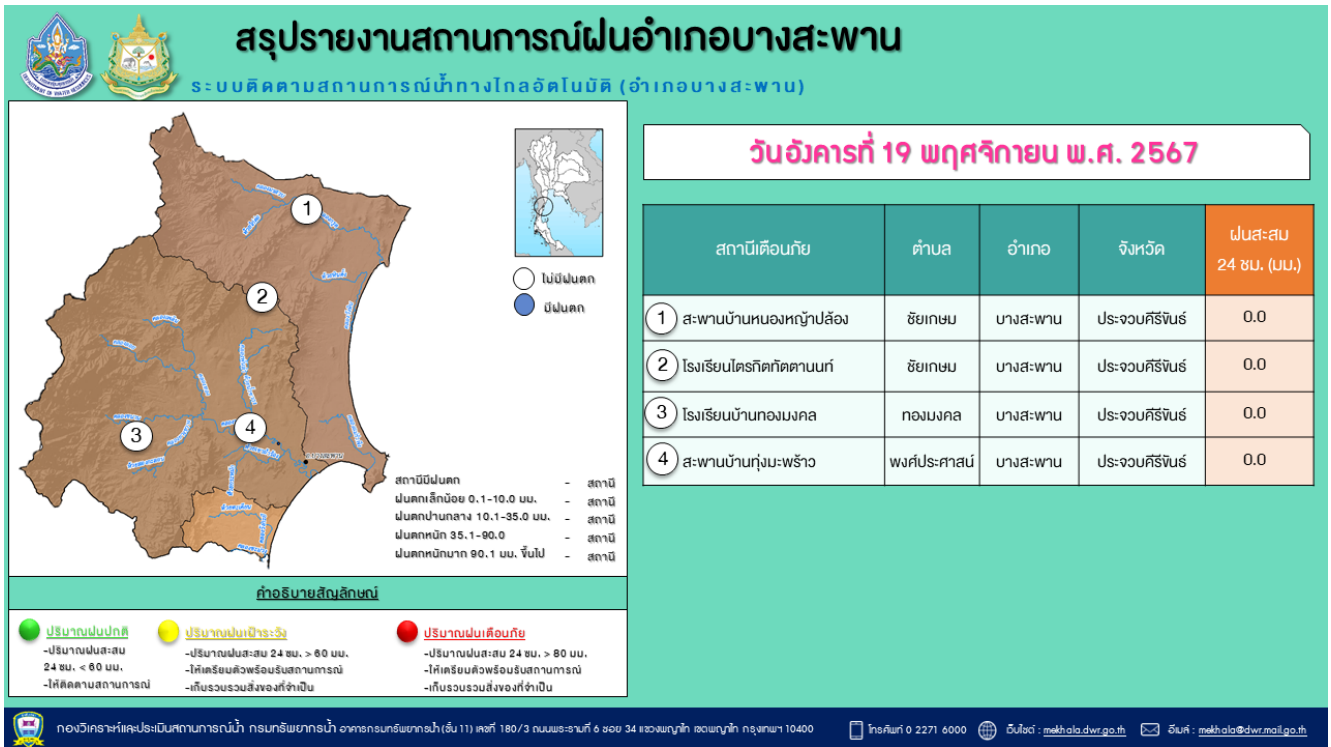 สรุปรายงานสถานการณ์ฝนอำเภอบางสะพาน
ระบบติดตามสถานการณ์น้ำทางไกลอัตโนมัติ (อำเภอบางสะพาน)
วันอังคารที่ 19 พฤศจิกายน พ.ศ. 2567
1
2
3
4
ไม่มีฝนตก
มีฝนตก
สถานีมีฝนตก - สถานี
ฝนตกเล็กน้อย 0.1-10.0 มม. - สถานี
ฝนตกปานกลาง 10.1-35.0 มม. - สถานี
ฝนตกหนัก 35.1-90.0 - สถานี
ฝนตกหนักมาก 90.1 มม. ขึ้นไป - สถานี
สถานีเตือนภัย ตำบล อำเภอ จังหวัด ฝนสะสม
24 ชม. (มม.)
1 สะพานบ้านหนองหญ้าปล้อง ชัยเกษม บางสะพาน ประจวบคีรีขันธ์ 0.0
2 โรงเรียนไตรกิตทัตตานนท์ ชัยเกษม บางสะพาน ประจวบคีรีขันธ์ 0.0
3 โรงเรียนบ้านทองมงคล ทองมงคล บางสะพาน ประจวบคีรีขันธ์ 0.0
4 สะพานบ้านทุ่งมะพร้าว พงศ์ประศาสน์ บางสะพาน ประจวบคีรีขันธ์ 0.0
คำอธิบายสัญลักษณ์
ปริมาณฝนปกติ
-ปริมาณฝนสะสม
24 ชม. < 60 มม.
-ให้ติดตามสถานการณ์
ปริมาณฝนเฝ้าระวัง
-ปริมาณฝนสะสม 24 ชม. > 60 มม.
-ให้เตรียมตัวพร้อมรับสถานการณ์
-เก็บรวบรวมสิ่งของที่จำเป็น
ปริมาณฝนเตือนภัย
-ปริมาณฝนสะสม 24 ชม. > 80 มม.
-ให้เตรียมตัวพร้อมรับสถานการณ์
-เก็บรวบรวมสิ่งของที่จำเป็น
กองวิเคราะห์และประเมินสถานการณ์น้ำ กรมทรัพยากรน้ำ อาคารกรมทรัพยากรน้ำ (ชั้น 11) เลขที่ 180/3 ถนนพระรามที่ 6 ซอย 34 แขวงพญาไท เขตพญาไท กรุงเทพฯ 10400 โทรศัพท์ 0 2271 6000 เว็บไซต์ : mekhala.dwr.go.th อีเมล์ : mekhala@dwr.mail.go.th